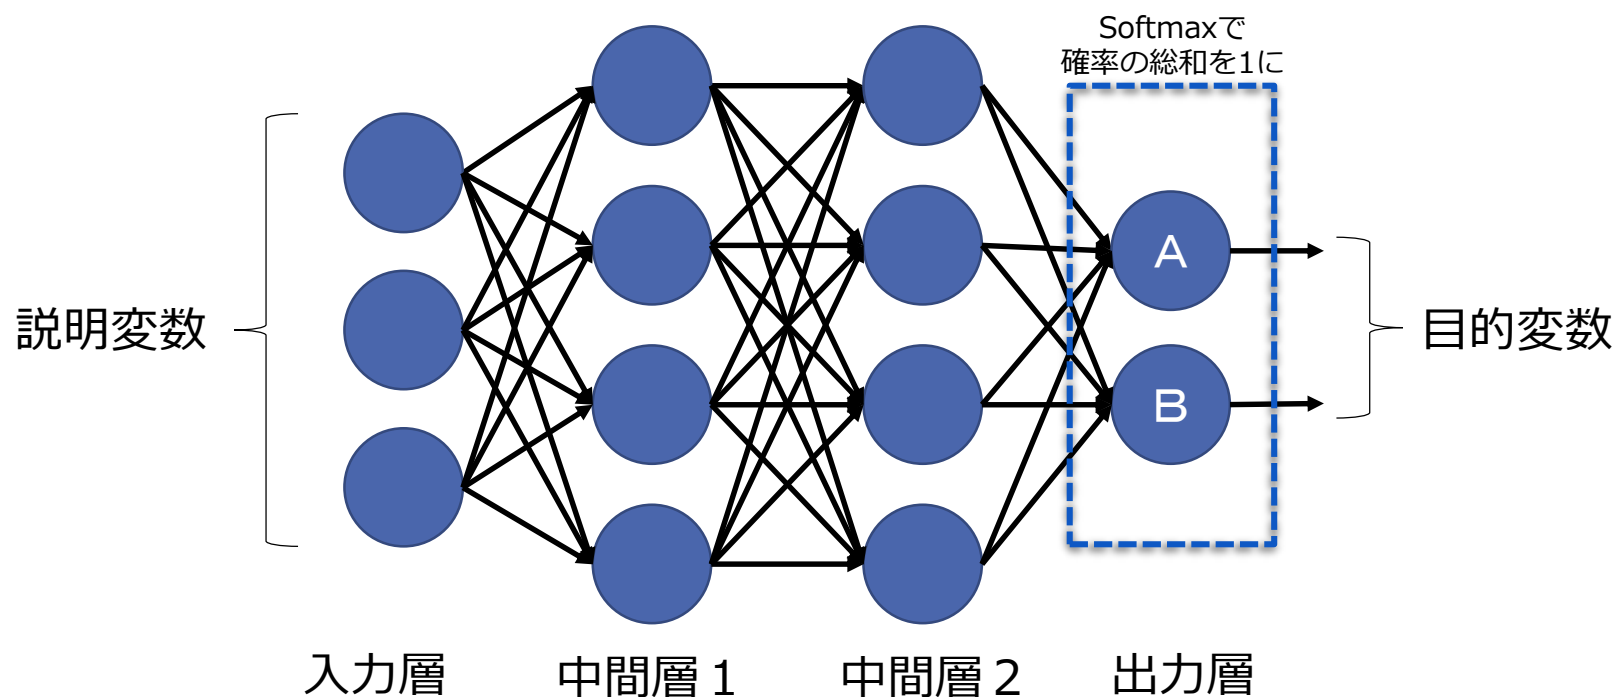 Softmaxで
確率の総和を1に
説明変数
A
B
目的変数
入力層
中間層１
中間層２
出力層